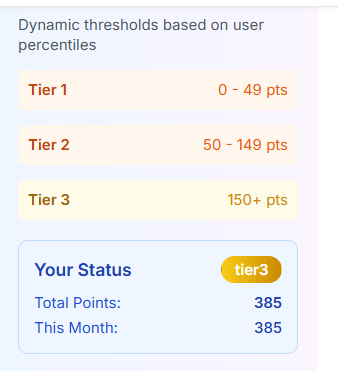 Dynamic thresholds based on user
percentiles
Tier 1 0 - 49 pts
Tier 2 50 - 149 pts
Tier 3 150+ pts
Your Status tier3
Total Points: 385
This Month: 385